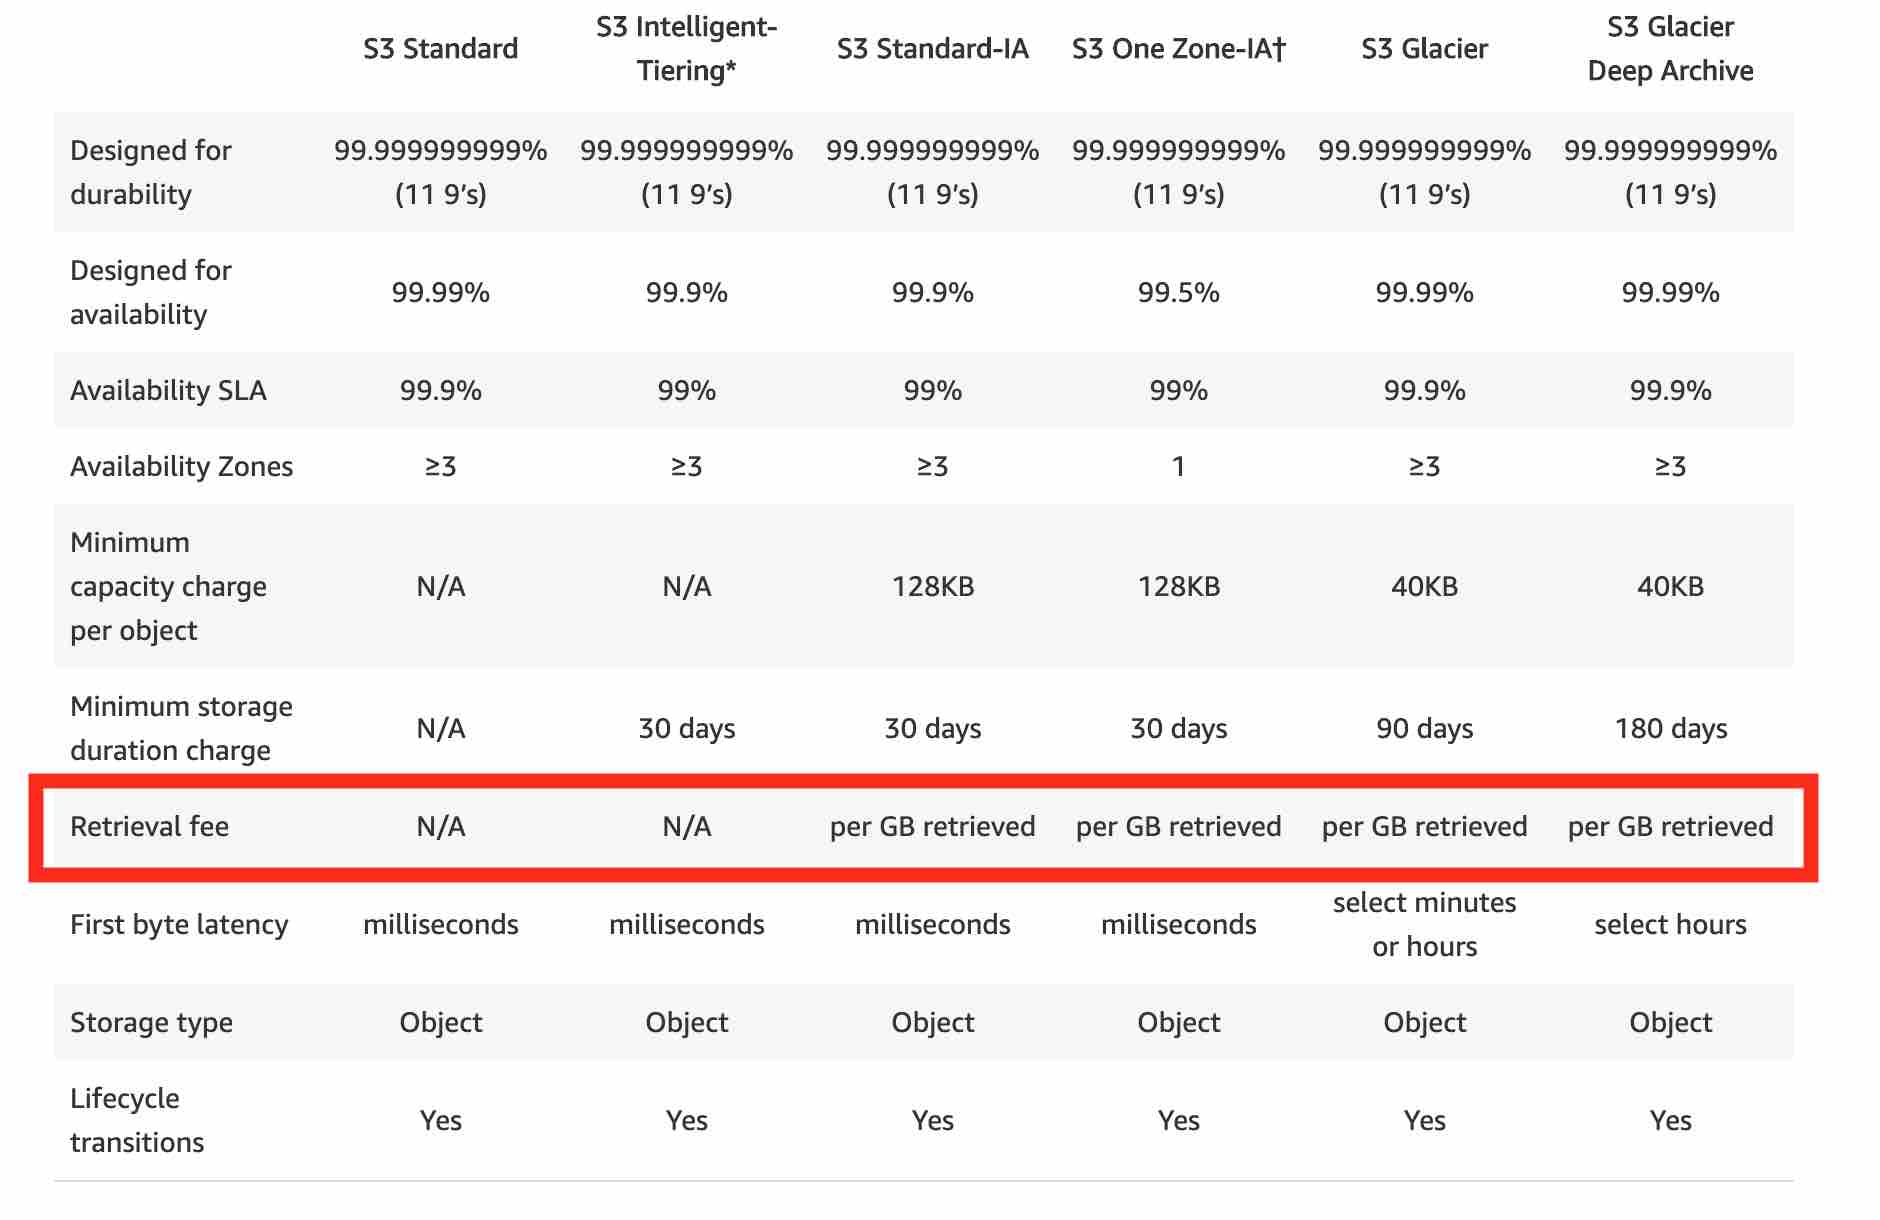 S3 Standard S3 Intelligent-Tiering* S3 Standard-IA S3 One Zone-IA† S3 Glacier S3 Glacier Deep Archive
Designed for durability 99.999999999% (11 9’s) 99.999999999% (11 9’s) 99.999999999% (11 9’s) 99.999999999% (11 9’s) 99.999999999% (11 9’s) 99.999999999% (11 9’s)
Designed for availability 99.99% 99.9% 99.9% 99.5% 99.99% 99.99%
Availability SLA 99.9% 99% 99% 99% 99.9% 99.9%
Availability Zones ≥3 ≥3 ≥3 1 ≥3 ≥3
Minimum capacity charge per object N/A N/A 128KB 128KB 40KB 40KB
Minimum storage duration charge N/A 30 days 30 days 30 days 90 days 180 days
Retrieval fee N/A N/A per GB retrieved per GB retrieved per GB retrieved per GB retrieved
First byte latency milliseconds milliseconds milliseconds milliseconds select minutes or hours select hours
Storage type Object Object Object Object Object Object
Lifecycle transitions Yes Yes Yes Yes Yes Yes